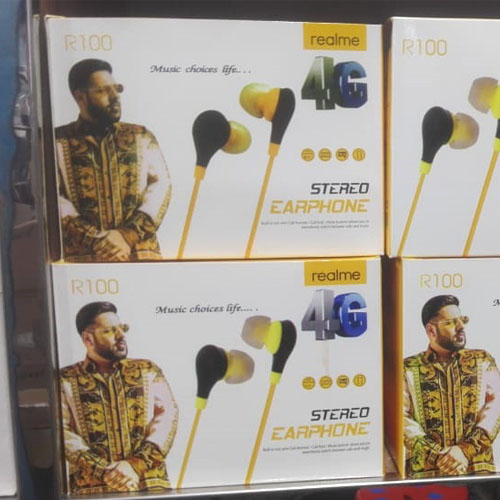 R100
realme
Music choices life. . . .
4G
STEREO
EARPHONE
R100
R100
realme
Music choices life.. . .
4G
STEREO
EARPHONE
R100
M